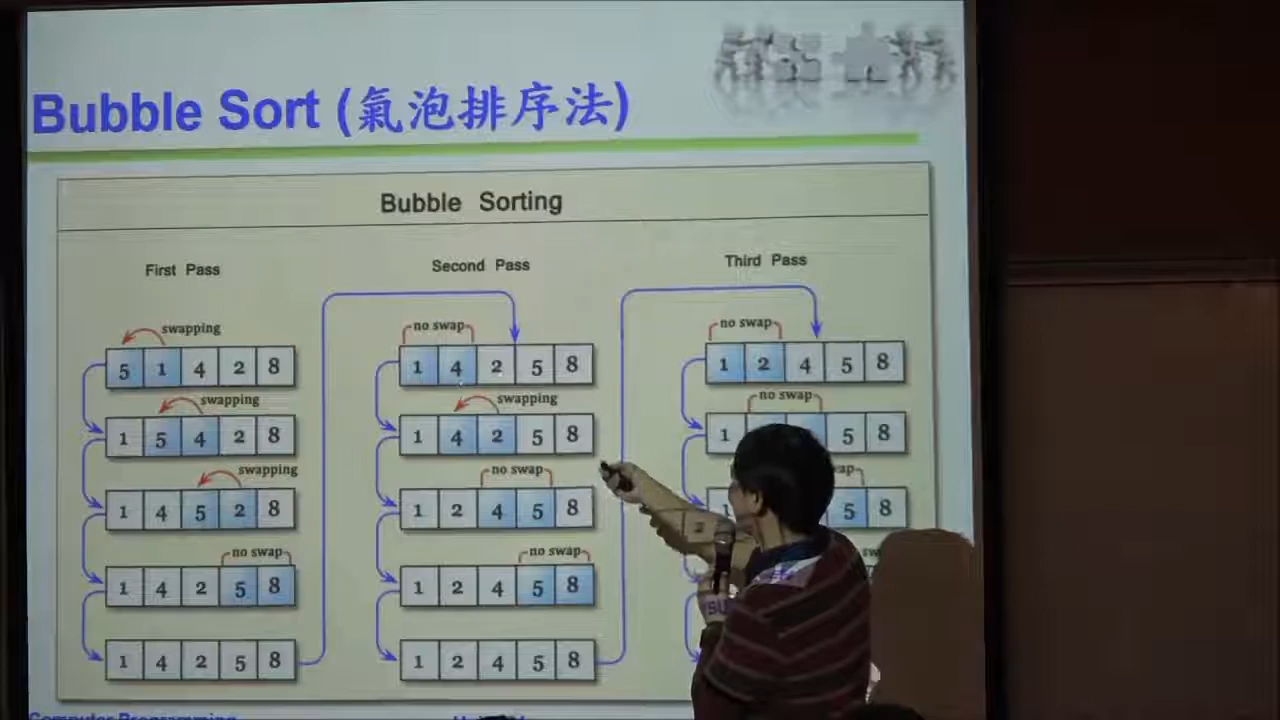 Bubble Sort (氣泡排序法)
Bubble Sorting
First Pass
swapping
5 1 4 2 8
swapping
1 5 4 2 8
swapping
1 4 5 2 8
no swap
1 4 2 5 8
1 4 2 5 8
Second Pass
no swap
1 4 2 5 8
swapping
1 4 2 5 8
no swap
1 2 4 5 8
no swap
1 2 4 5 8
1 2 4 5 8
Third Pass
no swap
1 2 4 5 8
no swap
1 5 8
5 8
Computer Programming